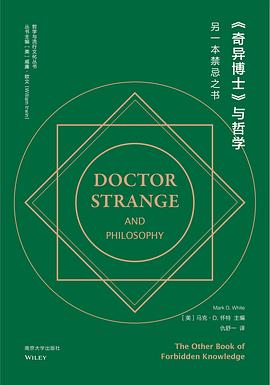 《奇异博士》与哲学
另一本禁忌之书
哲学与流行文化丛书
丛书主编 [美] 威廉·欧文 (William Irwin)
DOCTOR
STRANGE
AND
PHILOSOPHY
Mark D. White
[美] 马克·D. 怀特 主编
仇舒一 译
The Other Book of
Forbidden Knowledge
南京大学出版社
WILEY